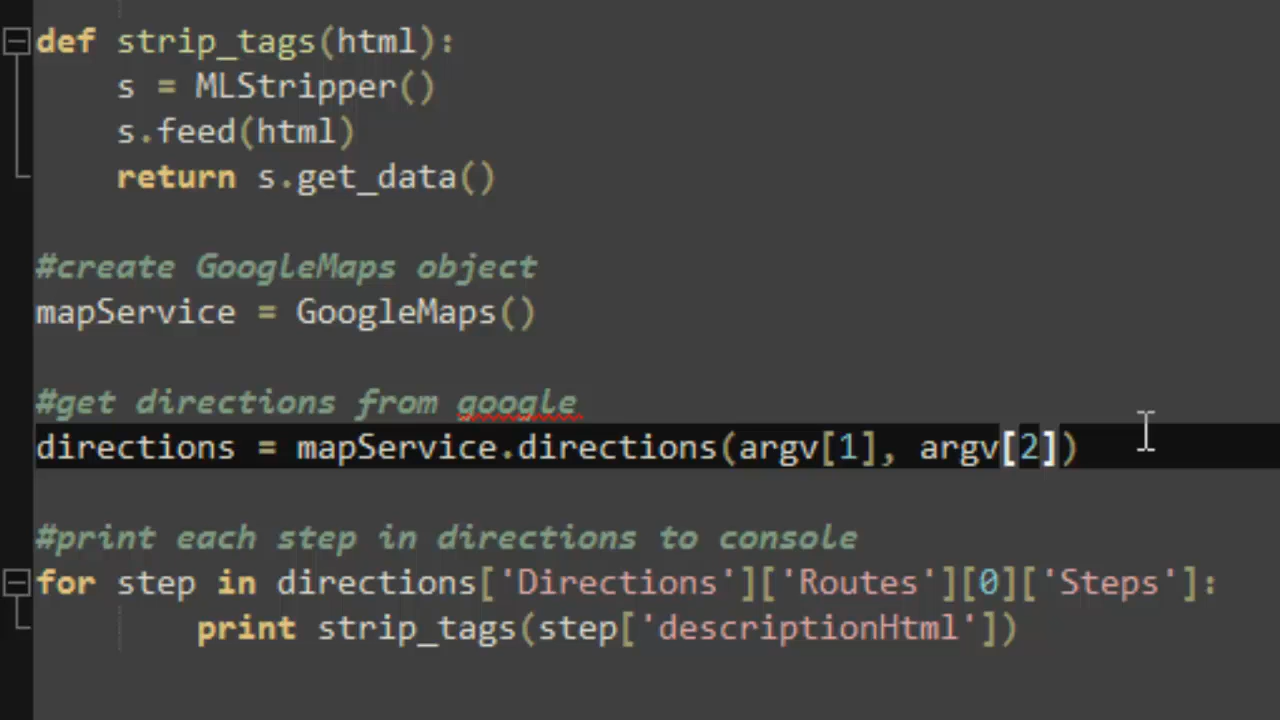 def strip_tags(html):
    s = MLStripper()
    s.feed(html)
    return s.get_data()
#create GoogleMaps object
mapService = GoogleMaps()
#get directions from google
directions = mapService.directions(argv[1], argv[2])
#print each step in directions to console
for step in directions['Directions']['Routes'][0]['Steps']:
        print strip_tags(step['descriptionHtml'])